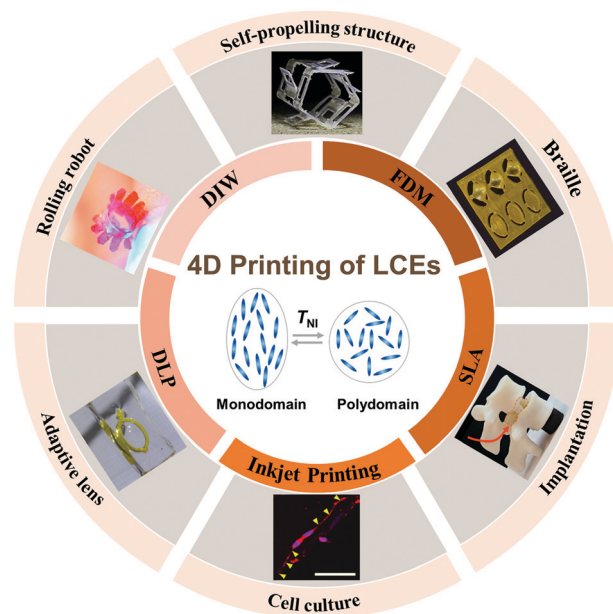 Self-propelling structure
Rolling robot
Braille
DIW
FDM
4D Printing of LCEs
T_NI
Monodomain
Polydomain
DLP
SLA
Inkjet Printing
Adaptive lens
Implantation
Cell culture